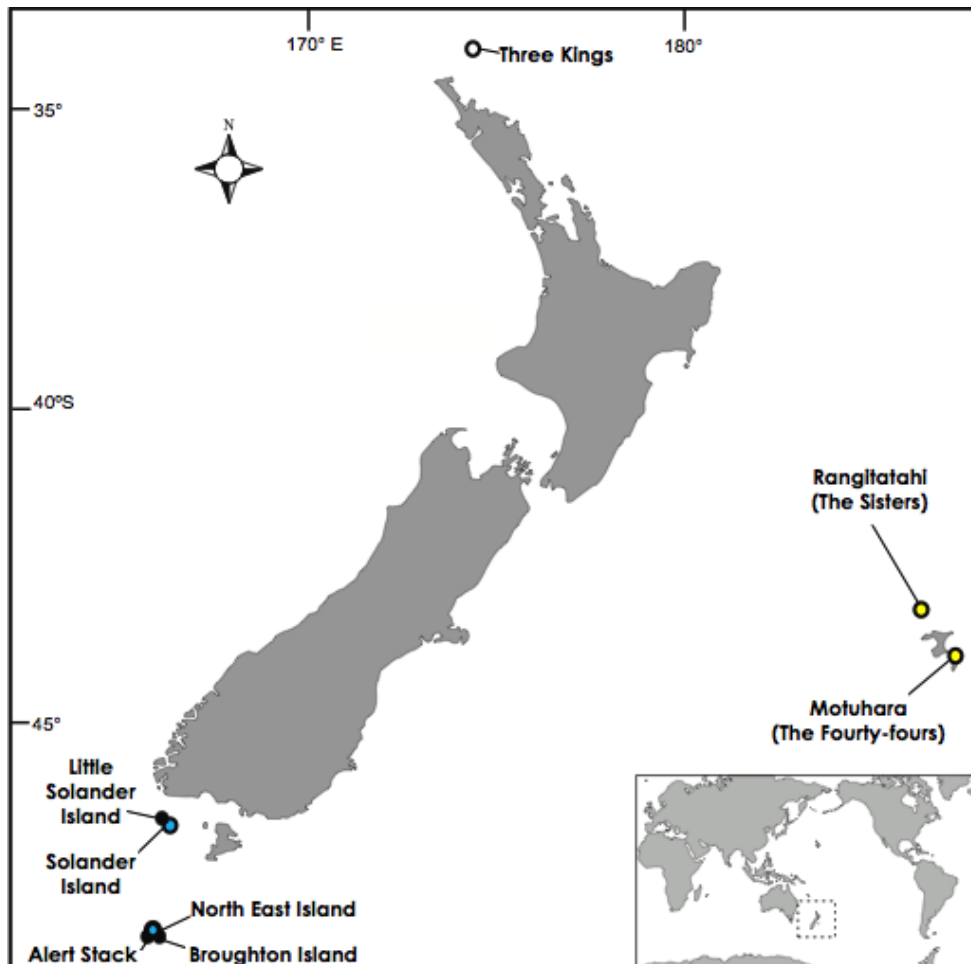 170° E
180°
Three Kings
35°
N
40°S
Rangitatahi
(The Sisters)
Motuhara
(The Fourty-fours)
45°
Little
Solander
Island
Solander
Island
North East Island
Alert Stack
Broughton Island